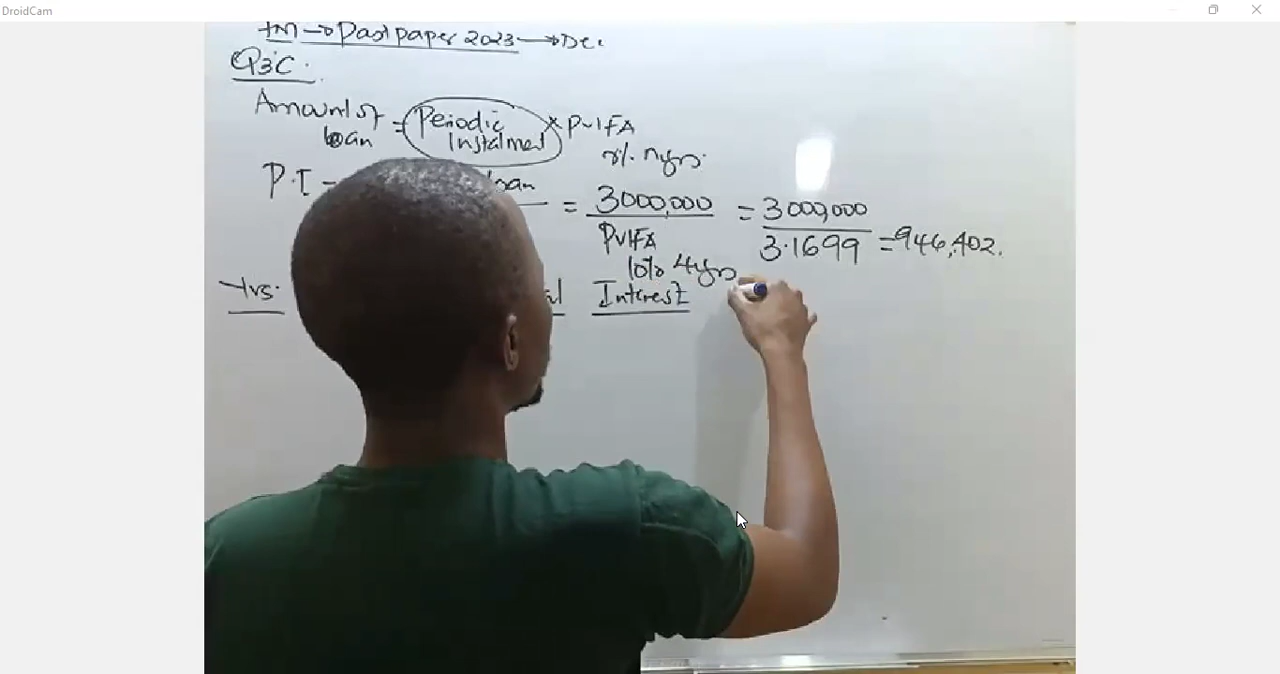 DroidCam
FM → Past paper 2023 → Dec
Q3C.
Amount of loan = Periodic Instalment × PVIFA
r% nyrs.
P.I = loan = 3000,000 = 3000,000
PVIFA 3.1699 = 946,402.
10% 4yrs
Yrs. Interest